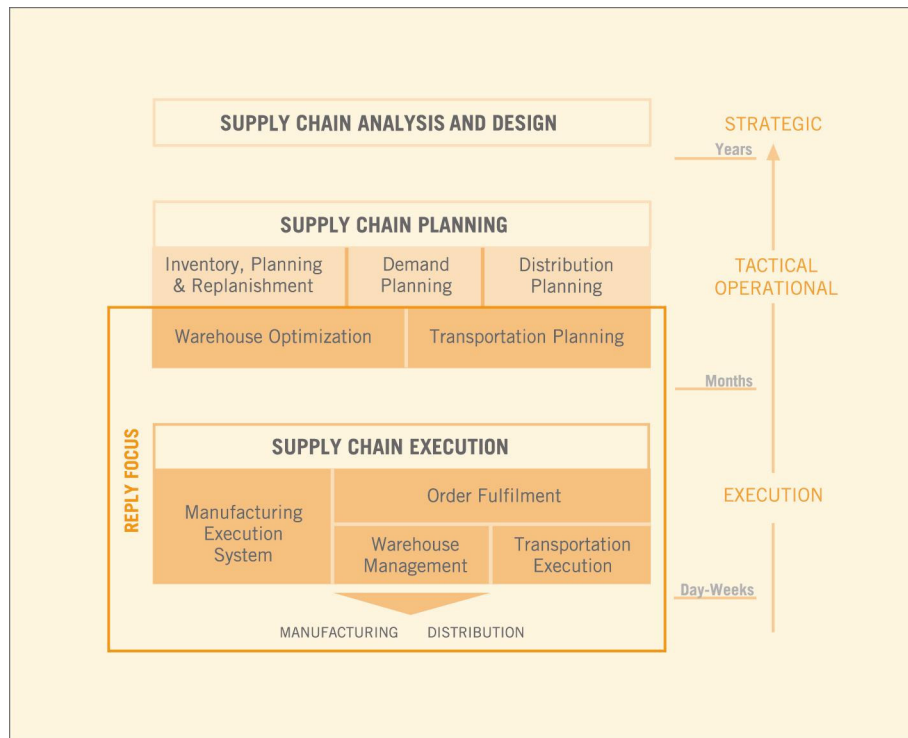 SUPPLY CHAIN ANALYSIS AND DESIGN
STRATEGIC
Years
SUPPLY CHAIN PLANNING
Inventory, Planning
& Replanishment
Demand
Planning
Distribution
Planning
TACTICAL
OPERATIONAL
Warehouse Optimization
Transportation Planning
Months
REPLY FOCUS
SUPPLY CHAIN EXECUTION
Manufacturing
Execution
System
Order Fulfilment
Warehouse
Management
Transportation
Execution
EXECUTION
Day-Weeks
MANUFACTURING
DISTRIBUTION